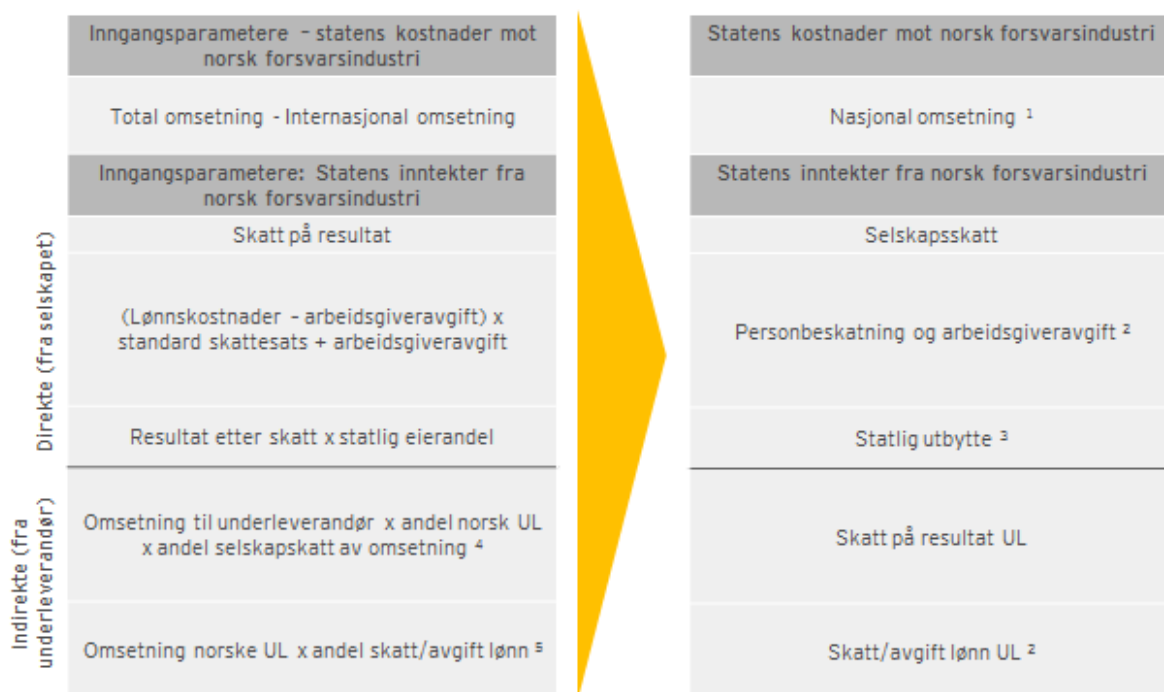 Inngangsparametere – statens kostnader mot
norsk forsvarsindustri
Statens kostnader mot norsk forsvarsindustri
Total omsetning - Internasjonal omsetning
Nasjonal omsetning ¹
Inngangsparametere: Statens inntekter fra
norsk forsvarsindustri
Statens inntekter fra norsk forsvarsindustri
Direkte (fra selskapet)
Skatt på resultat
Selskapsskatt
(Lønnskostnader – arbeidsgiveravgift) x
standard skattesats + arbeidsgiveravgift
Personbeskatning og arbeidsgiveravgift ²
Resultat etter skatt x statlig eierandel
Statlig utbytte ³
Indirekte (fra
underleverandør)
Omsetning til underleverandør x andel norsk UL
x andel selskapskatt av omsetning ⁴
Skatt på resultat UL
Omsetning norske UL x andel skatt/avgift lønn ⁵
Skatt/avgift lønn UL ²